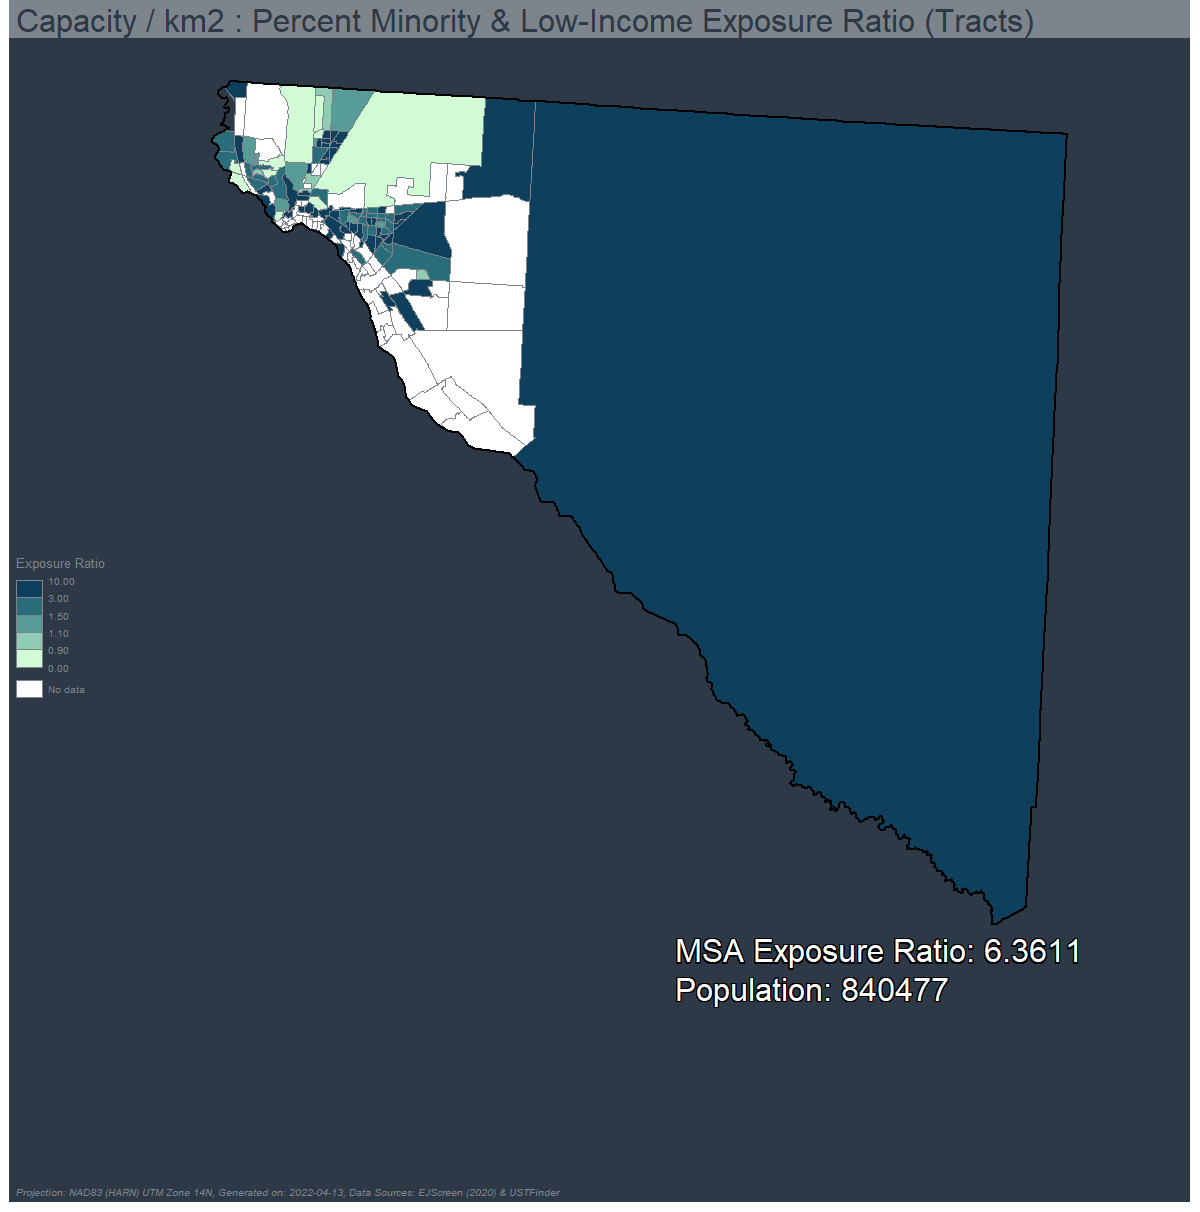 Capacity / km2 : Percent Minority & Low-Income Exposure Ratio (Tracts)
Exposure Ratio
10.00
3.00
1.50
1.10
0.90
0.00
No data
MSA Exposure Ratio: 6.3611
Population: 840477
Projection: NAD83 (HARN) UTM Zone 14N, Generated on: 2022-04-13, Data Sources: EJScreen (2020) & USTFinder